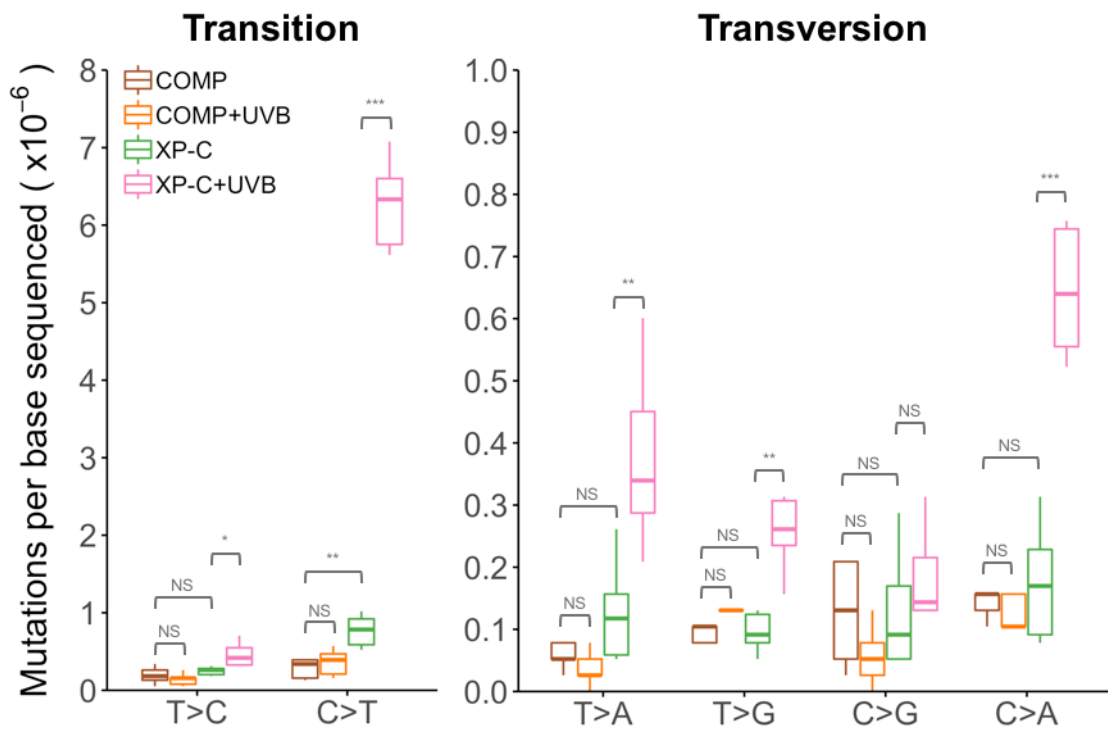 Transition
Transversion
Mutations per base sequenced ( x10⁻⁶)
8
7
6
5
4
3
2
1
0
COMP
COMP+UVB
XP-C
XP-C+UVB
***
*
**
NS
NS
NS
T>C
C>T
1.0
0.9
0.8
0.7
0.6
0.5
0.4
0.3
0.2
0.1
0.0
***
**
NS
NS
**
NS
NS
NS
NS
NS
NS
NS
T>A
T>G
C>G
C>A